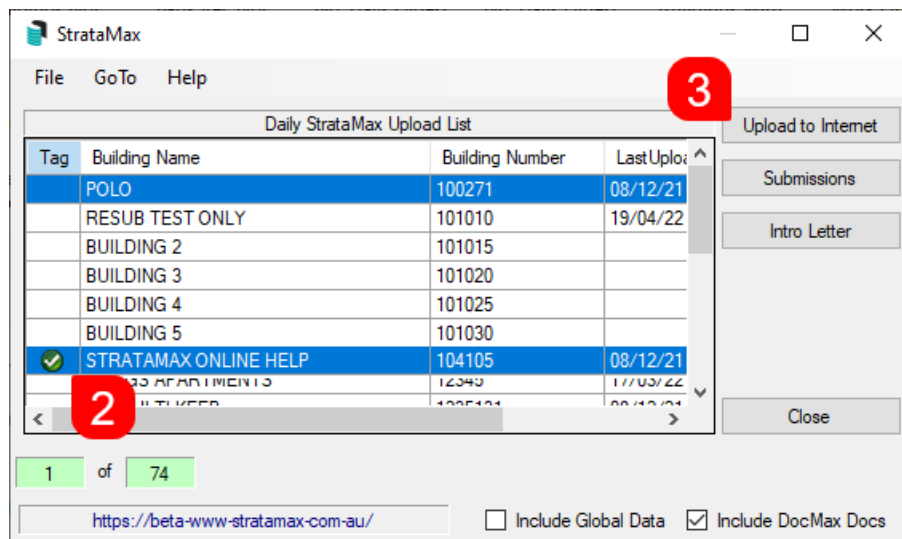 StrataMax
File GoTo Help
3
Daily StrataMax Upload List
Upload to Internet
Tag Building Name Building Number LastUploa
POLO 100271 08/12/21
Submissions
RESUB TEST ONLY 101010 19/04/22
Intro Letter
BUILDING 2 101015
BUILDING 3 101020
BUILDING 4 101025
BUILDING 5 101030
STRATAMAX ONLINE HELP 104105 08/12/21
APARTMENTS 12345 17/03/22
2
Close
1 of 74
https://beta-www-stratamax-com-au/ Include Global Data Include DocMax Docs